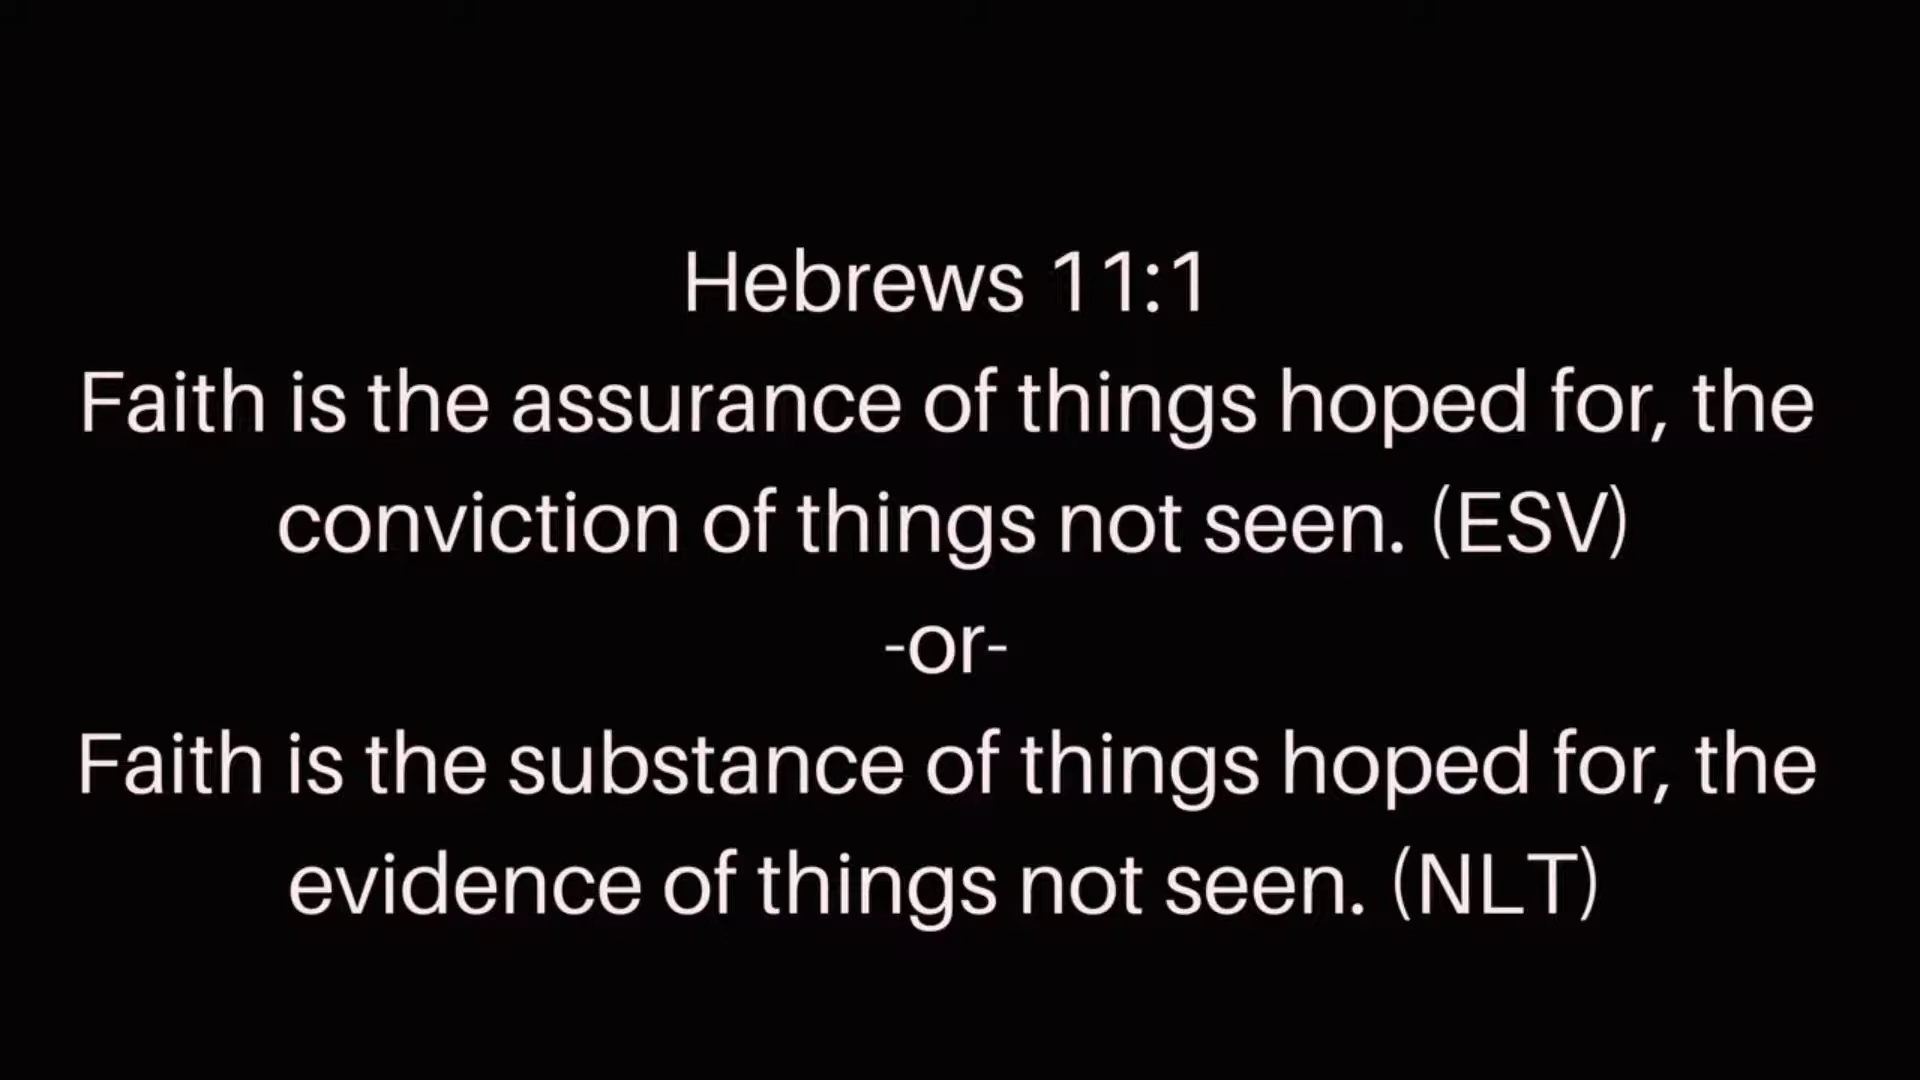 Hebrews 11:1
Faith is the assurance of things hoped for, the
conviction of things not seen. (ESV)
-or-
Faith is the substance of things hoped for, the
evidence of things not seen. (NLT)